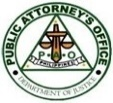 PUBLIC ATTORNEY'S OFFICE
P O
PHILIPPINES
DEPARTMENT OF JUSTICE